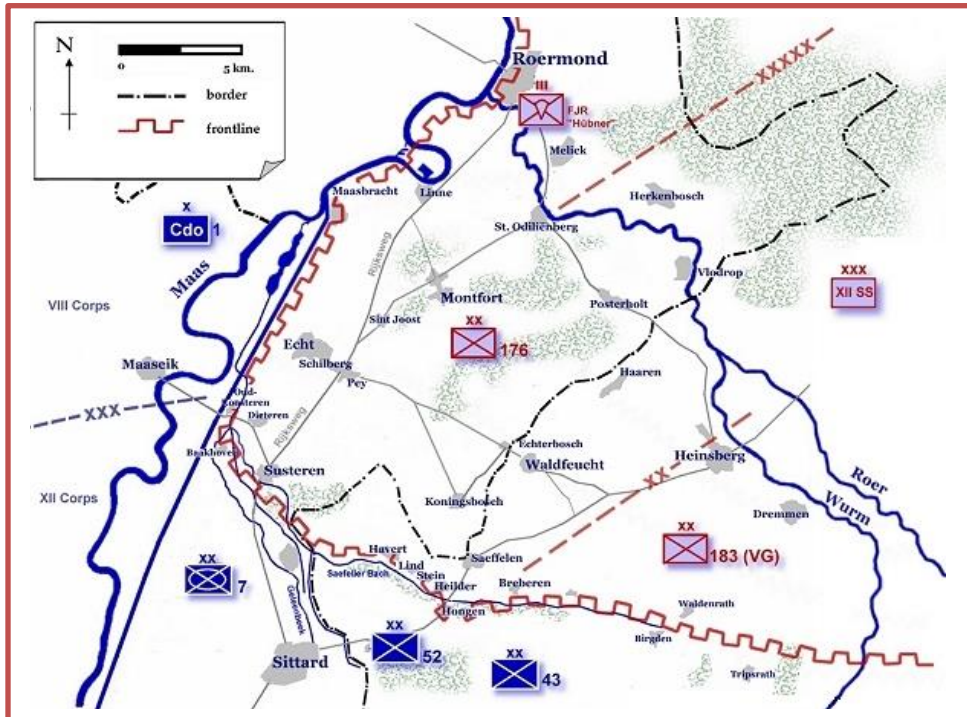 N
0
5 km.
border
frontline
Roermond
XXXXX
III
FJR
"Hübner"
Melick
Linne
Maasbracht
Herkenbosch
X
Cdo 1
St. Odiliënberg
Maas
Rijksweg
Vlodrop
XXX
XII SS
VIII Corps
Montfort
Posterholt
Sint Joost
XX
176
Echt
Schilberg
Pey
Maaseik
Haaren
XXX
Dieteren
Rijksweg
Echterbosch
Waldfeucht
Heinsberg
Baakhoven
Susteren
XX
Roer
XII Corps
Koningsbosch
Wurm
Dremmen
XX
183 (VG)
Havert
Lind
Saeffelen
XX
7
Saefeller Bach
Stein
Heilder
Breberen
Geleenbeek
Hongen
Waldenrath
Birgden
XX
52
Sittard
XX
43
Tripsrath